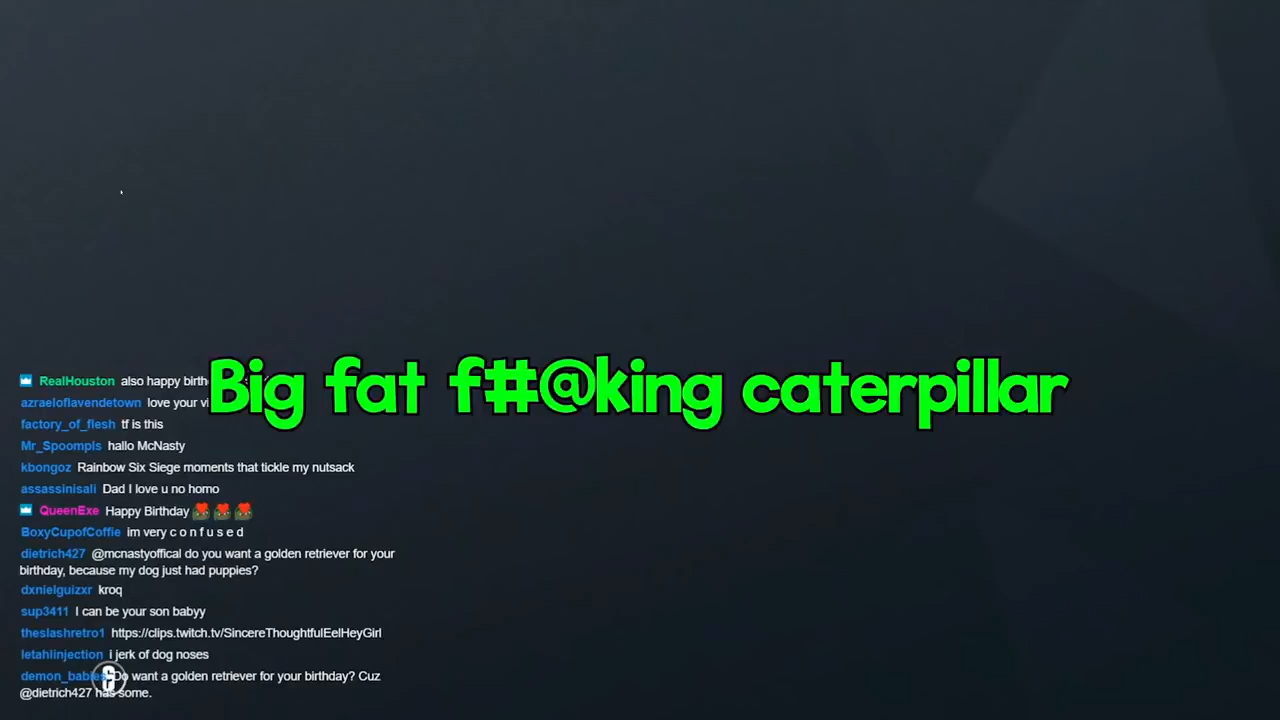 RealHouston also happy birth
Big fat f#@king caterpillar
azraeloflavendetown love your
factory_of_flesh tf is this
Mr_Spoompls hallo McNasty
kbongoz Rainbow Six Siege moments that tickle my nutsack
assassinisali Dad I love u no homo
QueenExe Happy Birthday
BoxyCupofCoffie im very c o n f u s e d
dietrich427 @mcnastyoffical do you want a golden retriever for your
birthday, because my dog just had puppies?
dxnielguizxr kroq
sup3411 I can be your son babyy
theslashretro1 https://clips.twitch.tv/SincereThoughtfulEelHeyGirl
letahlinjection i jerk of dog noses
demon_babies Do want a golden retriever for your birthday? Cuz
@dietrich427 has some.